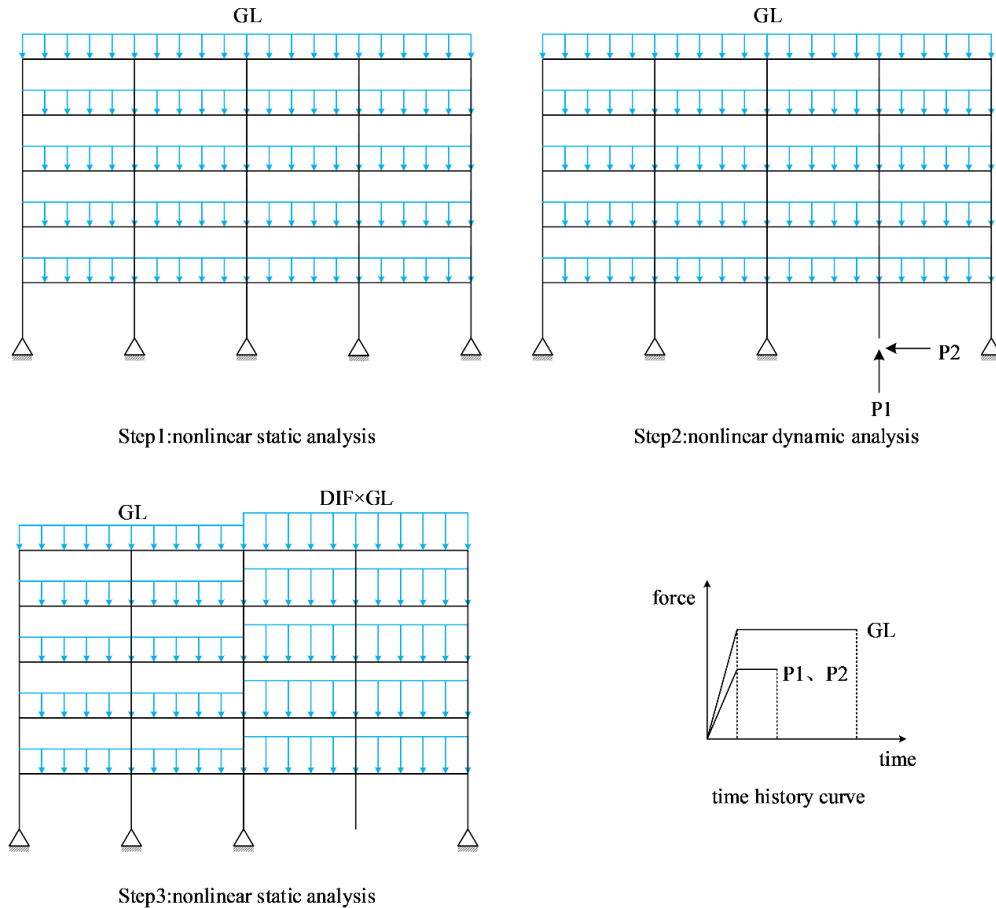 GL
GL
P2
P1
Step1:nonlinear static analysis
Step2:nonlinear dynamic analysis
GL
DIF×GL
force
GL
P1、P2
time
time history curve
Step3:nonlinear static analysis